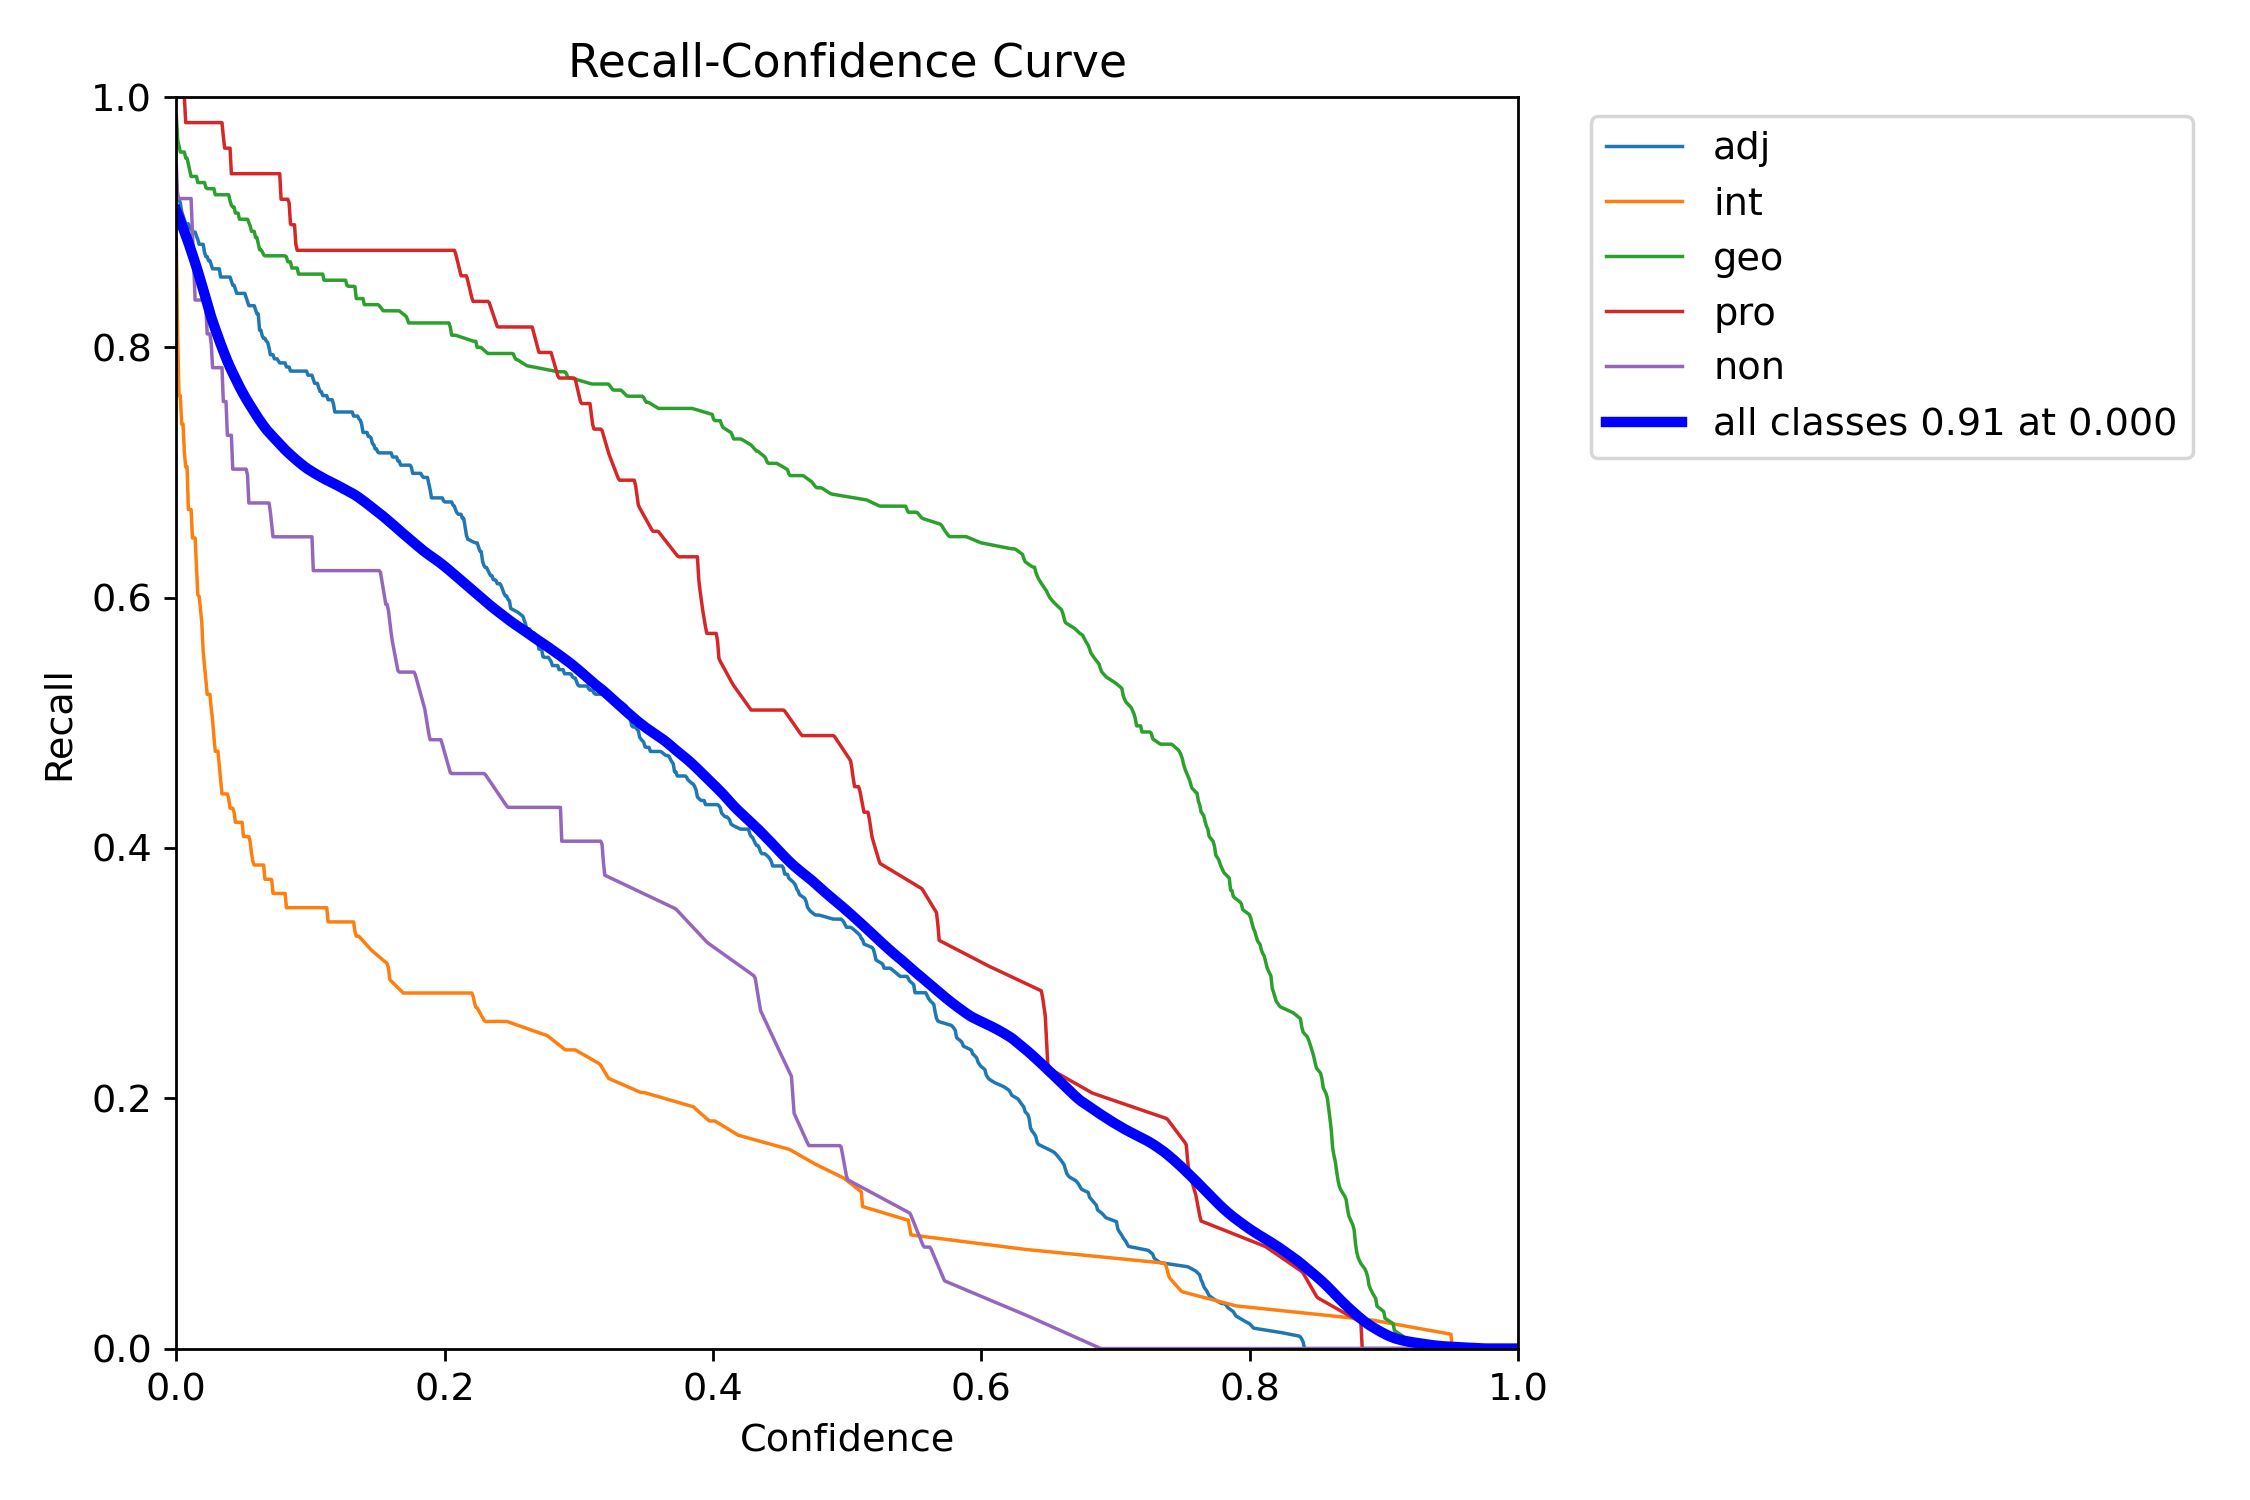 Recall-Confidence Curve
1.0
0.8
0.6
0.4
0.2
0.0
Recall
0.0 0.2 0.4 0.6 0.8 1.0
Confidence
adj
int
geo
pro
non
all classes 0.91 at 0.000